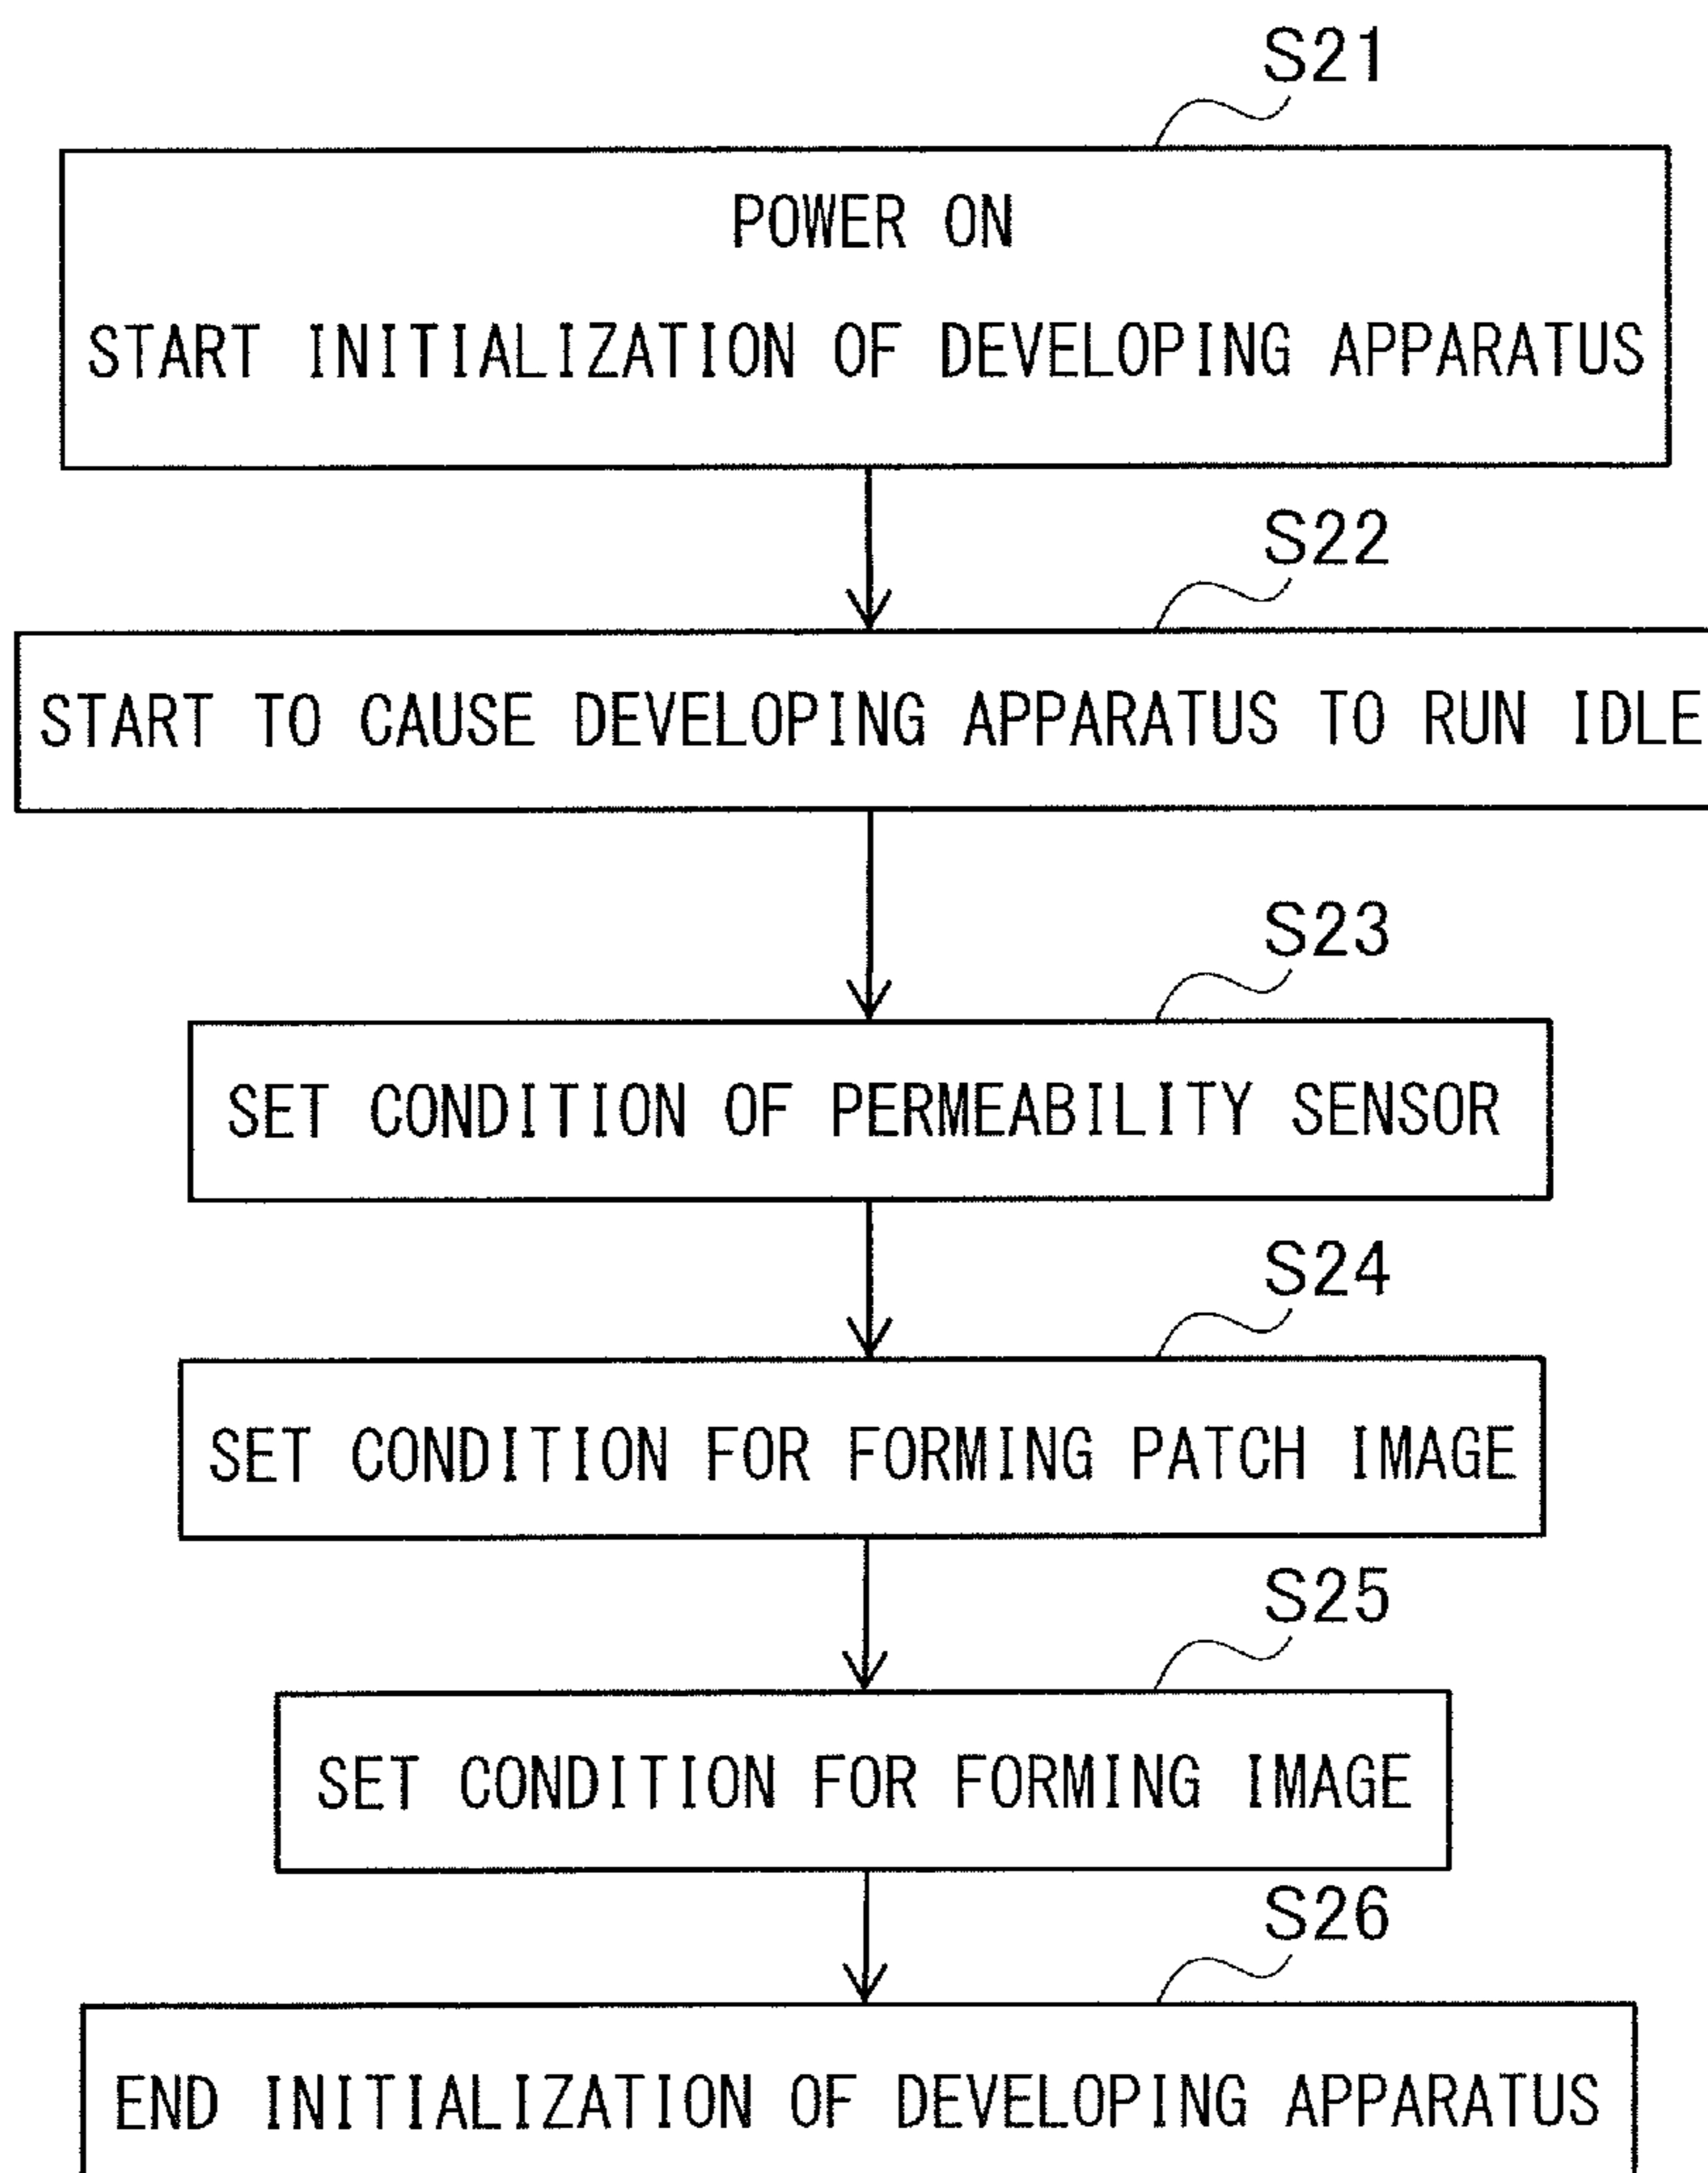 S21
POWER ON
START INITIALIZATION OF DEVELOPING APPARATUS
S22
START TO CAUSE DEVELOPING APPARATUS TO RUN IDLE
S23
SET CONDITION OF PERMEABILITY SENSOR
S24
SET CONDITION FOR FORMING PATCH IMAGE
S25
SET CONDITION FOR FORMING IMAGE
S26
END INITIALIZATION OF DEVELOPING APPARATUS